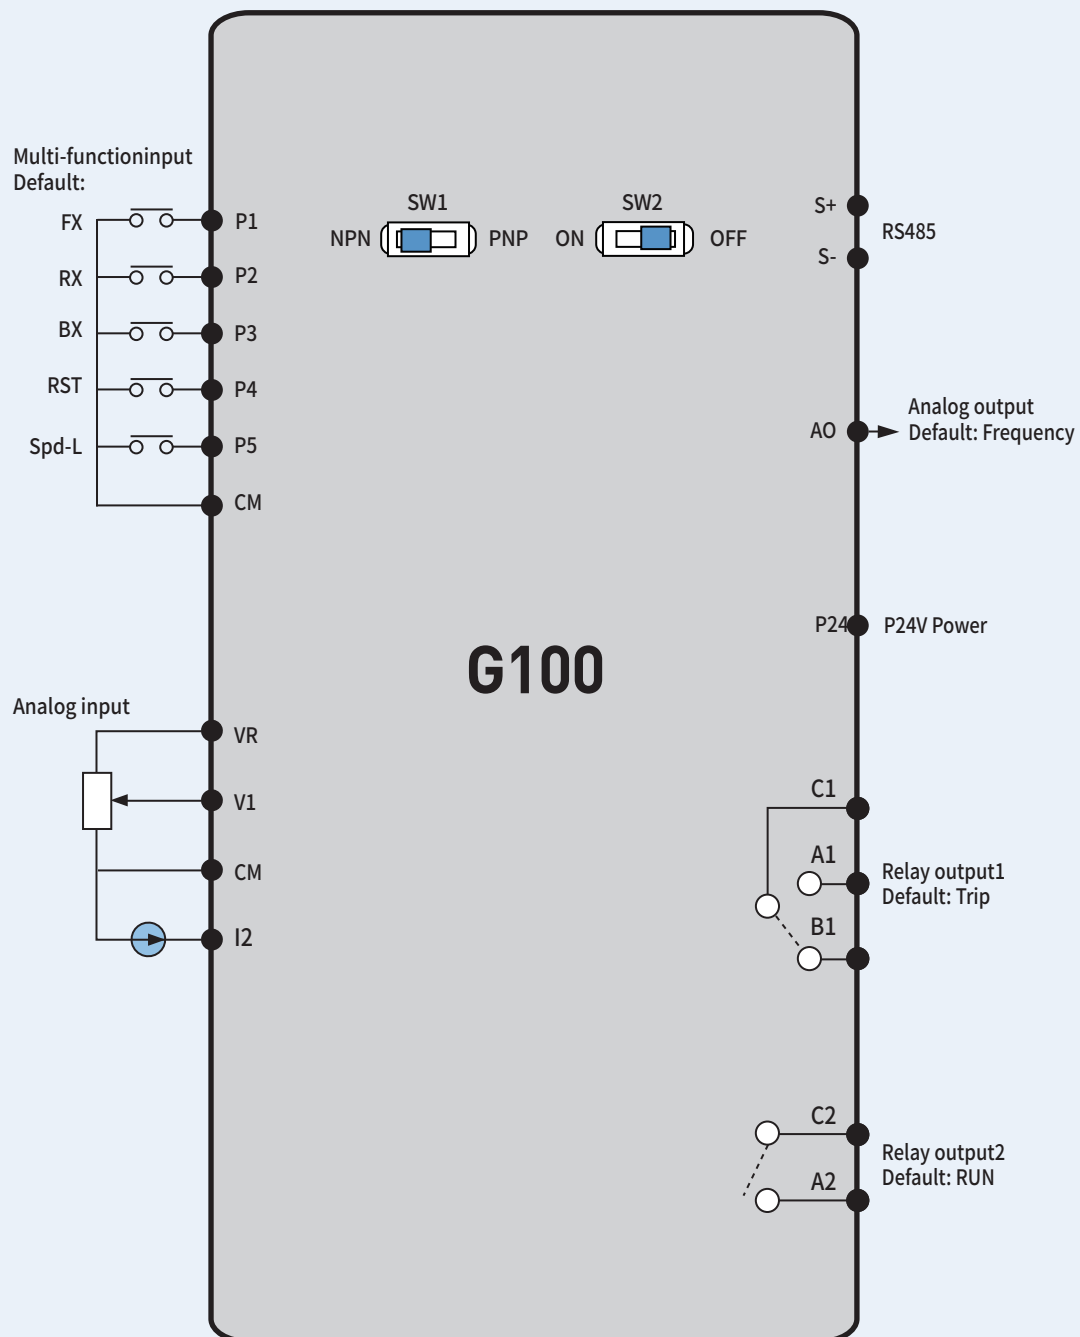 Multi-functioninput
Default:
FX
P1
RX
P2
BX
P3
RST
P4
Spd-L
P5
CM
SW1
NPN
PNP
SW2
ON
OFF
S+
S-
RS485
AO
Analog output
Default: Frequency
P24
P24V Power
G100
Analog input
VR
V1
CM
I2
C1
A1
B1
Relay output1
Default: Trip
C2
A2
Relay output2
Default: RUN